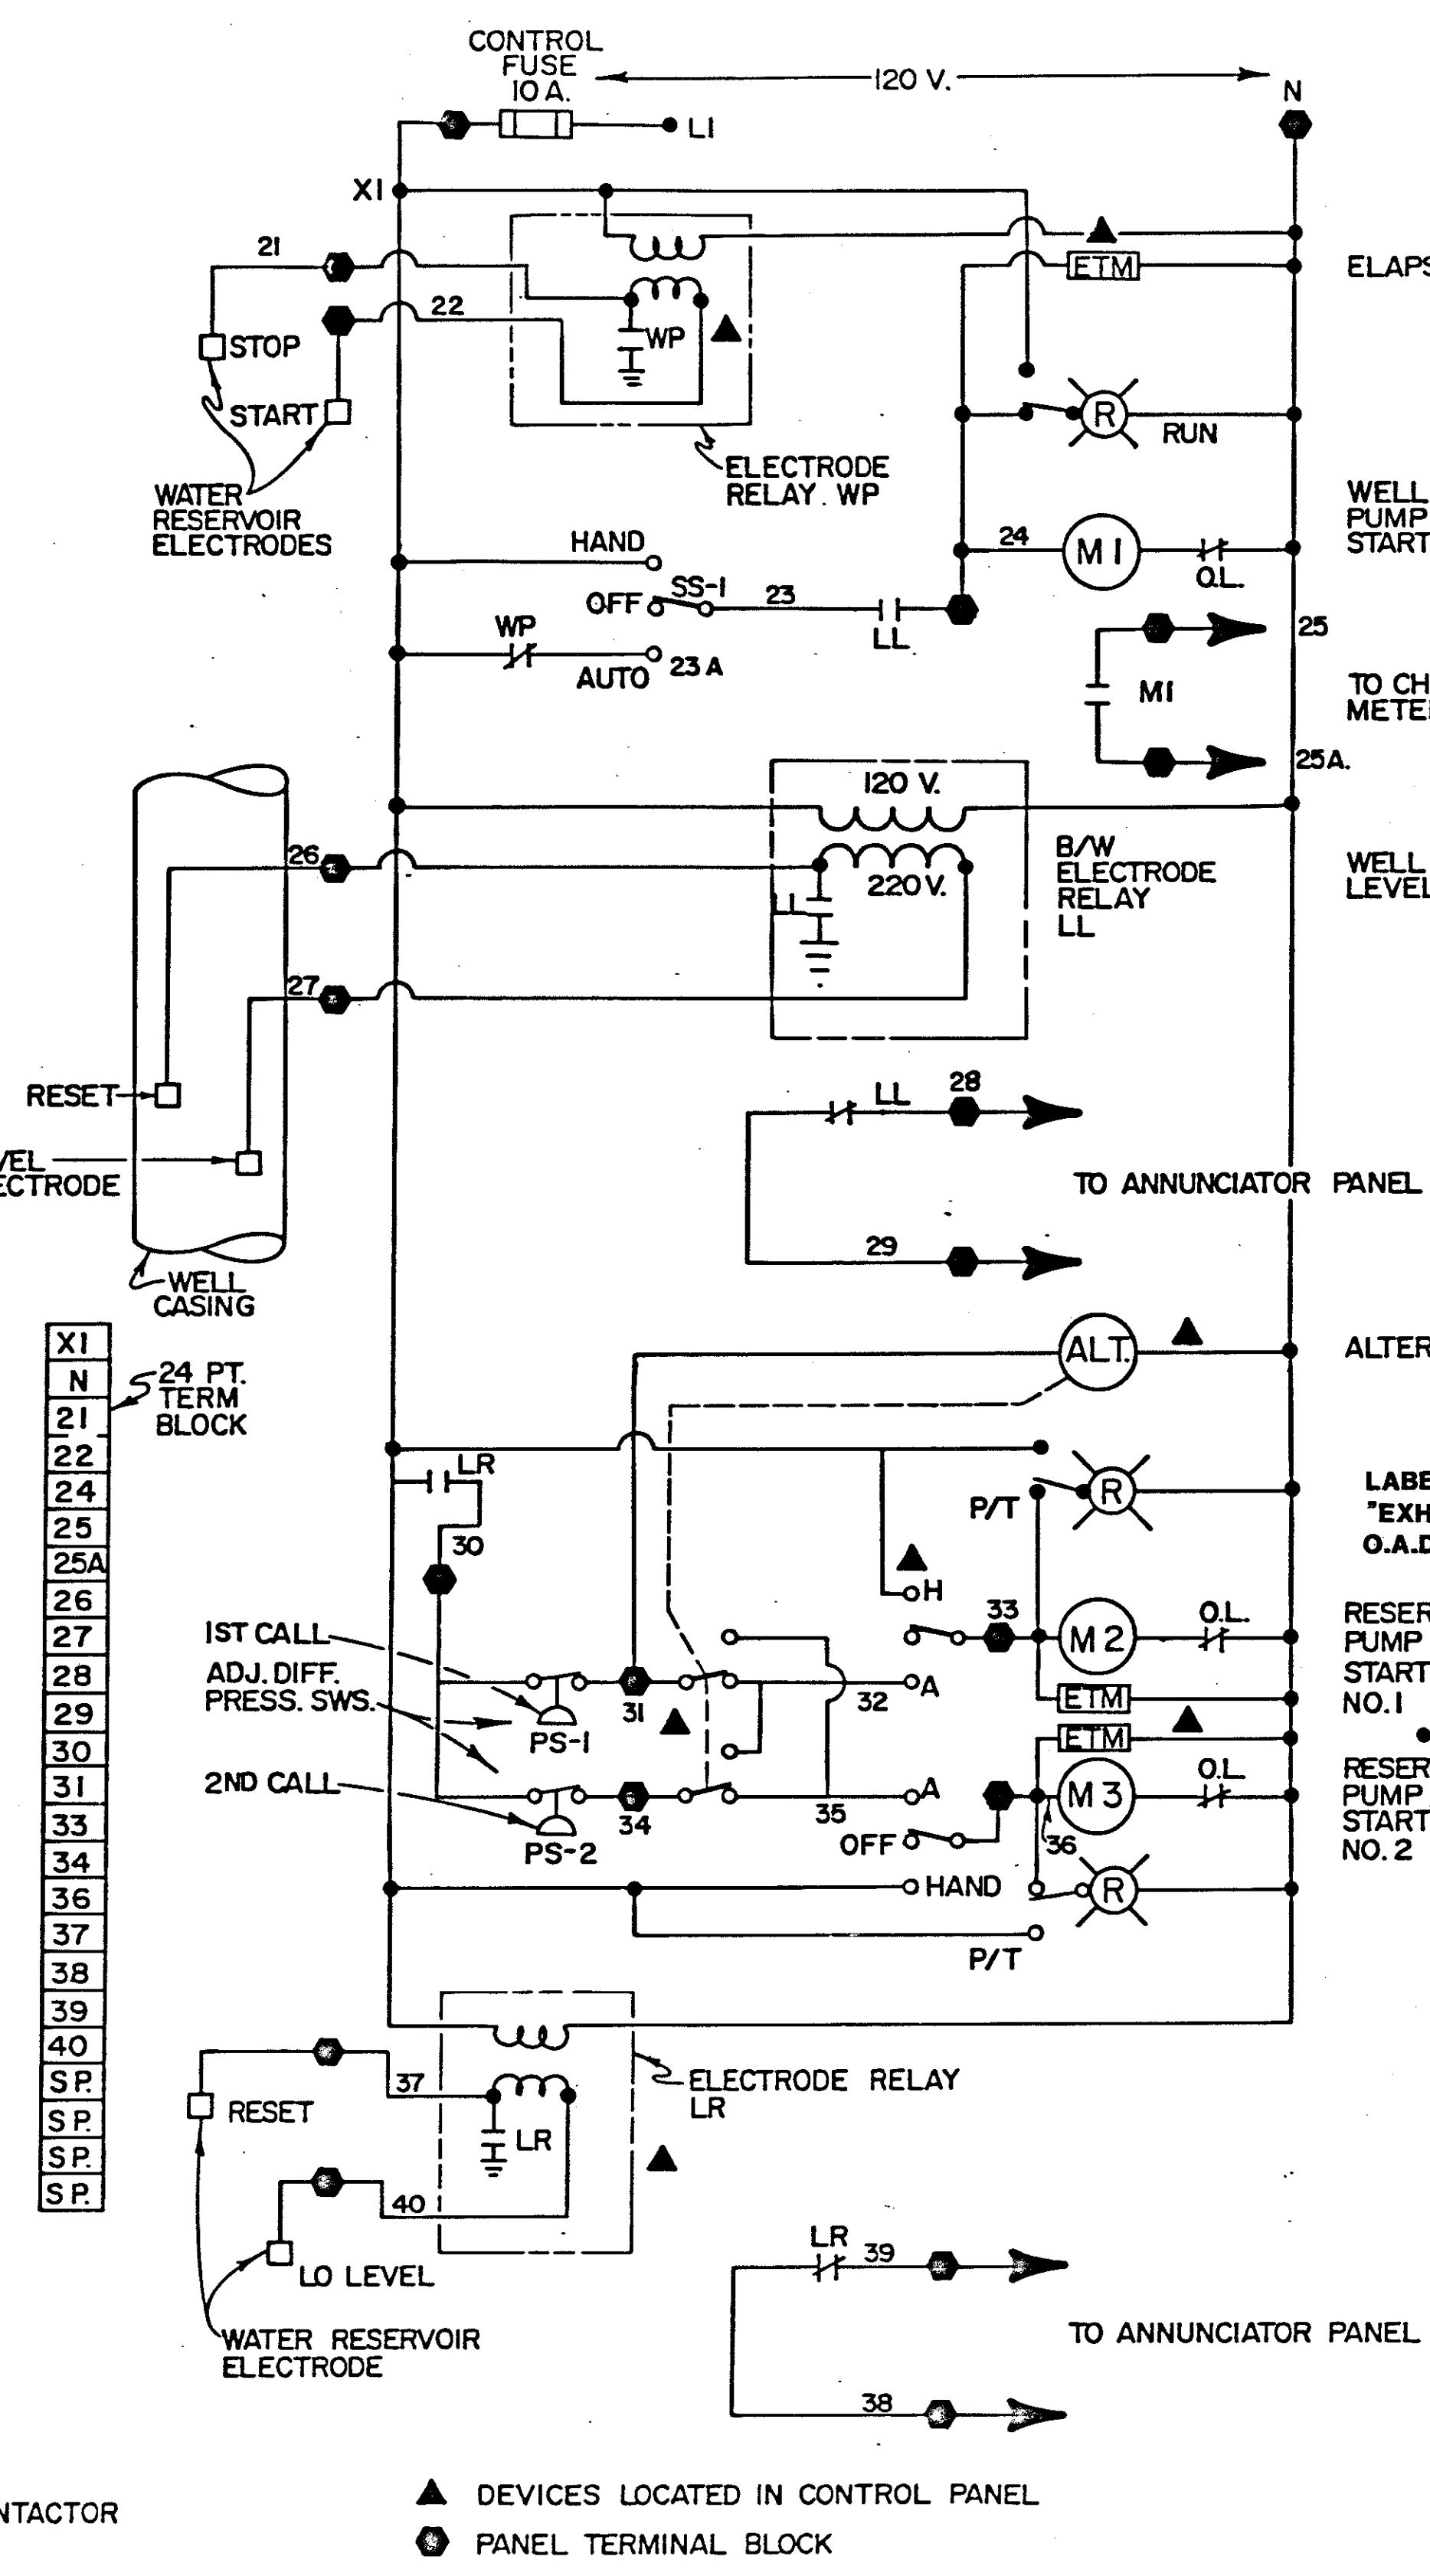 CONTROL
FUSE
10 A.
120 V.
N
L1
X1
21
22
WP
ETM
ELAPS
STOP
START
R
RUN
ELECTRODE
RELAY. WP
WATER
RESERVOIR
ELECTRODES
WELL
PUMP
START
HAND
24
M1
O.L.
OFF
SS-1
23
LL
WP
AUTO
23A
25
M1
TO CH
METE
25A.
120 V.
220 V.
LL
B/W
ELECTRODE
RELAY
LL
WELL
LEVEL
26
27
RESET
VEL
ECTRODE
WELL
CASING
LL
28
TO ANNUNCIATOR PANEL
29
X1
N
21
22
24
25
25A
26
27
28
29
30
31
33
34
36
37
38
39
40
SP.
SP.
SP.
SP.
24 PT.
TERM
BLOCK
ALT.
ALTER
LR
30
P/T
R
LABE
"EXH
O.A.D
H
1ST CALL
ADJ. DIFF.
PRESS. SWS.
2ND CALL
33
M2
O.L.
RESER
PUMP
START
NO.1
31
PS-1
32
A
ETM
ETM
34
PS-2
35
A
OFF
36
M3
O.L.
RESER
PUMP
START
NO. 2
HAND
R
P/T
37
RESET
LR
ELECTRODE RELAY
LR
40
LO LEVEL
WATER RESERVOIR
ELECTRODE
LR
39
TO ANNUNCIATOR PANEL
38
NTACTOR
DEVICES LOCATED IN CONTROL PANEL
PANEL TERMINAL BLOCK